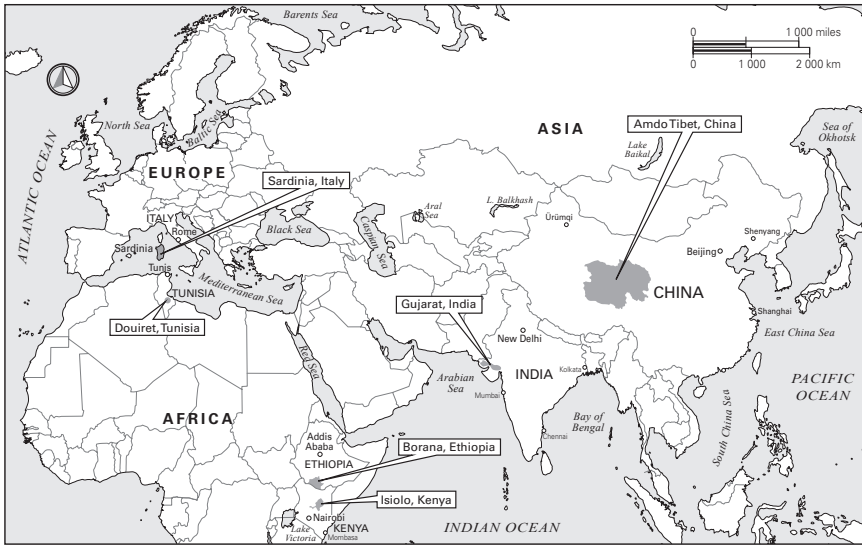 Barents Sea
0 1 000 miles
0 1 000 2 000 km
ASIA
Amdo Tibet, China
Sea of
Okhotsk
North Sea
Baltic Sea
Lake
Baikal
ATLANTIC OCEAN
EUROPE
Sardinia, Italy
Aral
Sea
L. Balkhash
ITALY
Rome
Black Sea
Caspian Sea
Ürümqi
Shenyang
Sardinia
Beijing
Tunis
Mediterranean Sea
TUNISIA
CHINA
Gujarat, India
Shanghai
Douiret, Tunisia
East China Sea
New Delhi
Red Sea
Arabian
Sea
INDIA
Kolkata
Mumbai
PACIFIC
OCEAN
AFRICA
Bay of
Bengal
South China Sea
Addis
Ababa
Chennai
ETHIOPIA
Borana, Ethiopia
Isiolo, Kenya
Nairobi
KENYA
Lake
Victoria
Mombasa
INDIAN OCEAN